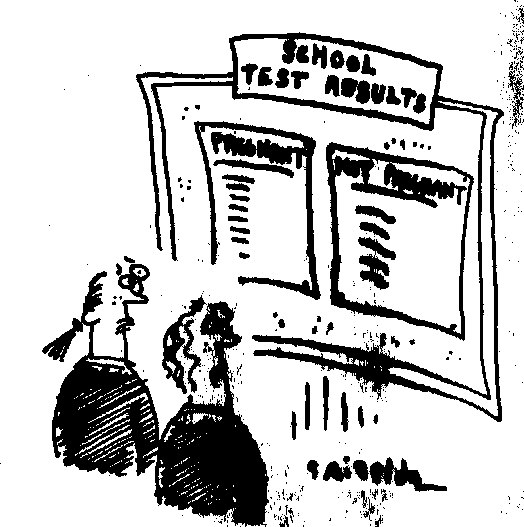 SCHOOL
TEST RESULTS
PREGNANT
NOT PREGNANT